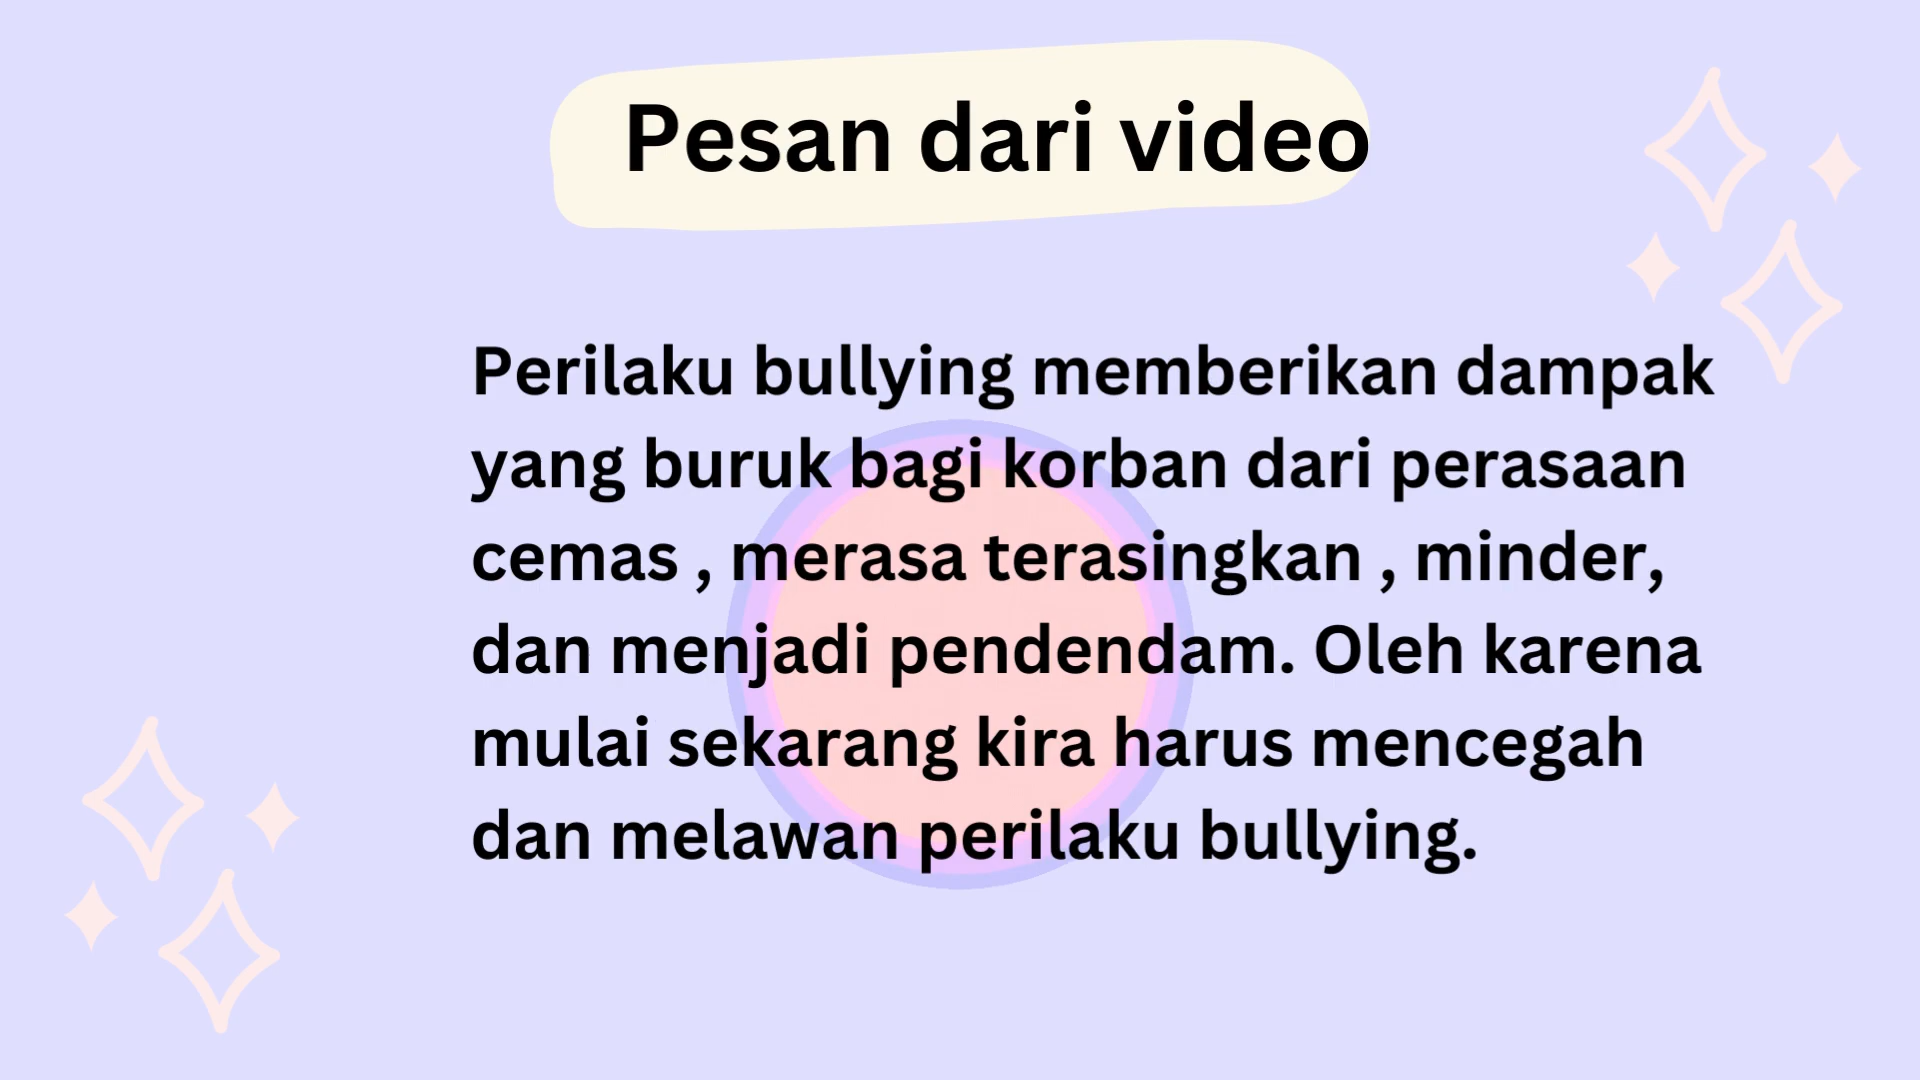 Pesan dari video
Perilaku bullying memberikan dampak
yang buruk bagi korban dari perasaan
cemas , merasa terasingkan , minder,
dan menjadi pendendam. Oleh karena
mulai sekarang kira harus mencegah
dan melawan perilaku bullying.